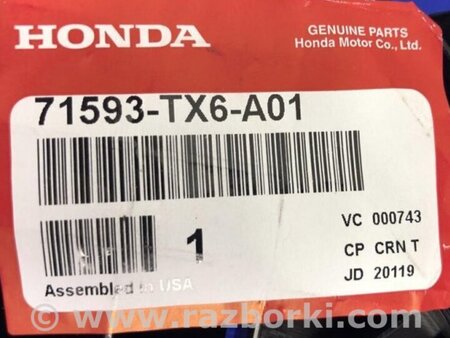 HONDA
GENUINE PARTS
Honda Motor Co., Ltd.
71593-TX6-A01
1
VC 000743
CP CRN T
JD 20119
Assembled in USA
© www.razborki.com